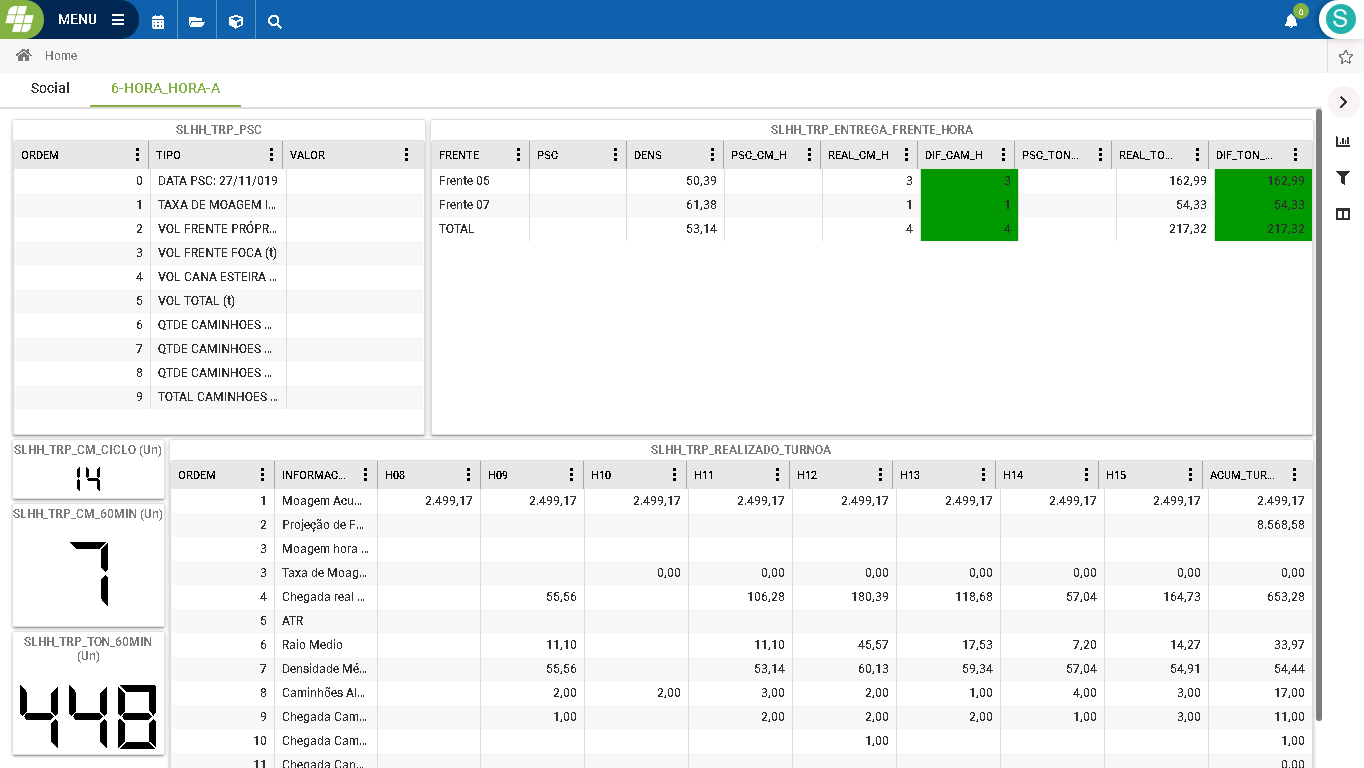 MENU
0
S
Home
Social 6-HORA_HORA-A
SLHH_TRP_PSC
ORDEM TIPO VALOR
0 DATA PSC: 27/11/019
1 TAXA DE MOAGEM I...
2 VOL FRENTE PRÓPR...
3 VOL FRENTE FOCA (t)
4 VOL CANA ESTEIRA ...
5 VOL TOTAL (t)
6 QTDE CAMINHOES ...
7 QTDE CAMINHOES ...
8 QTDE CAMINHOES ...
9 TOTAL CAMINHOES ...
SLHH_TRP_ENTREGA_FRENTE_HORA
FRENTE PSC DENS PSC_CM_H REAL_CM_H DIF_CAM_H PSC_TON... REAL_TO... DIF_TON_...
Frente 05 50,39 3 3 162,99 162,99
Frente 07 61,38 1 1 54,33 54,33
TOTAL 53,14 4 4 217,32 217,32
SLHH_TRP_CM_CICLO (Un)
14
SLHH_TRP_CM_60MIN (Un)
7
SLHH_TRP_TON_60MIN
(Un)
448
SLHH_TRP_REALIZADO_TURNOA
ORDEM INFORMAC... H08 H09 H10 H11 H12 H13 H14 H15 ACUM_TUR...
1 Moagem Acu... 2.499,17 2.499,17 2.499,17 2.499,17 2.499,17 2.499,17 2.499,17 2.499,17 2.499,17
2 Projeção de F... 8.568,58
3 Moagem hora ...
3 Taxa de Moag... 0,00 0,00 0,00 0,00 0,00 0,00 0,00
4 Chegada real ... 55,56 106,28 180,39 118,68 57,04 164,73 653,28
5 ATR
6 Raio Medio 11,10 11,10 45,57 17,53 7,20 14,27 33,97
7 Densidade Mé... 55,56 53,14 60,13 59,34 57,04 54,91 54,44
8 Caminhões Al... 2,00 2,00 3,00 2,00 1,00 4,00 3,00 17,00
9 Chegada Cam... 1,00 2,00 2,00 2,00 1,00 3,00 11,00
10 Chegada Cam... 1,00 1,00
11 Chegada Can... 0,00